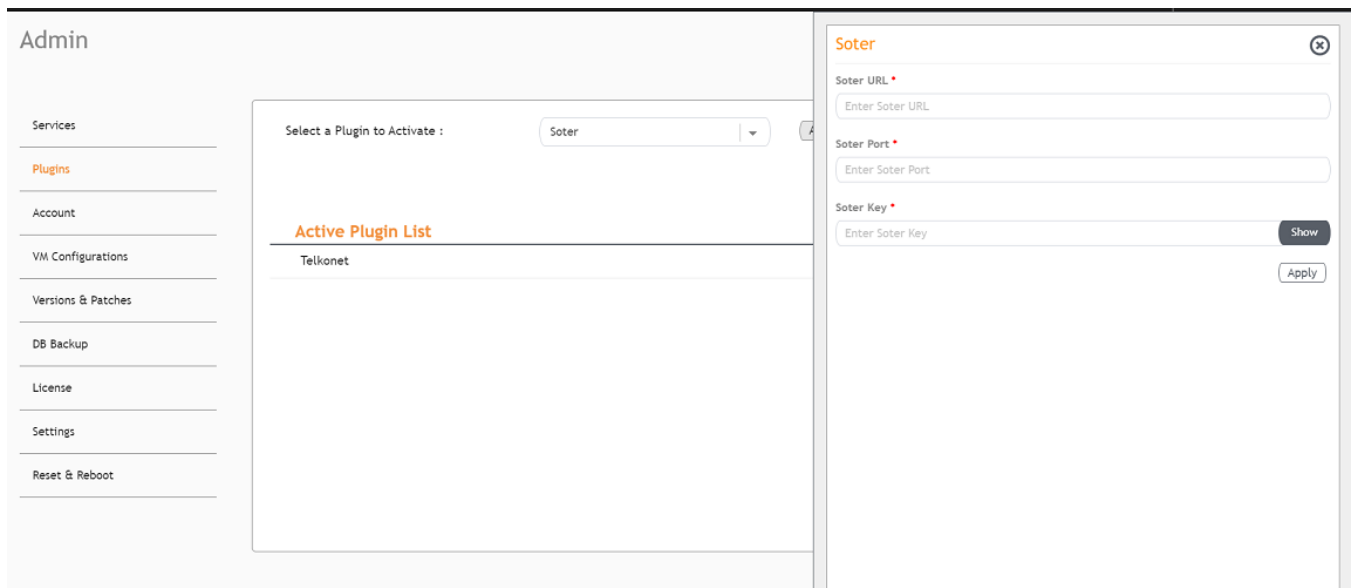 Admin
Services
Plugins
Account
VM Configurations
Versions & Patches
DB Backup
License
Settings
Reset & Reboot
Select a Plugin to Activate :
Soter
Active Plugin List
Telkonet
Soter
Soter URL *
Enter Soter URL
Soter Port *
Enter Soter Port
Soter Key *
Enter Soter Key
Show
Apply